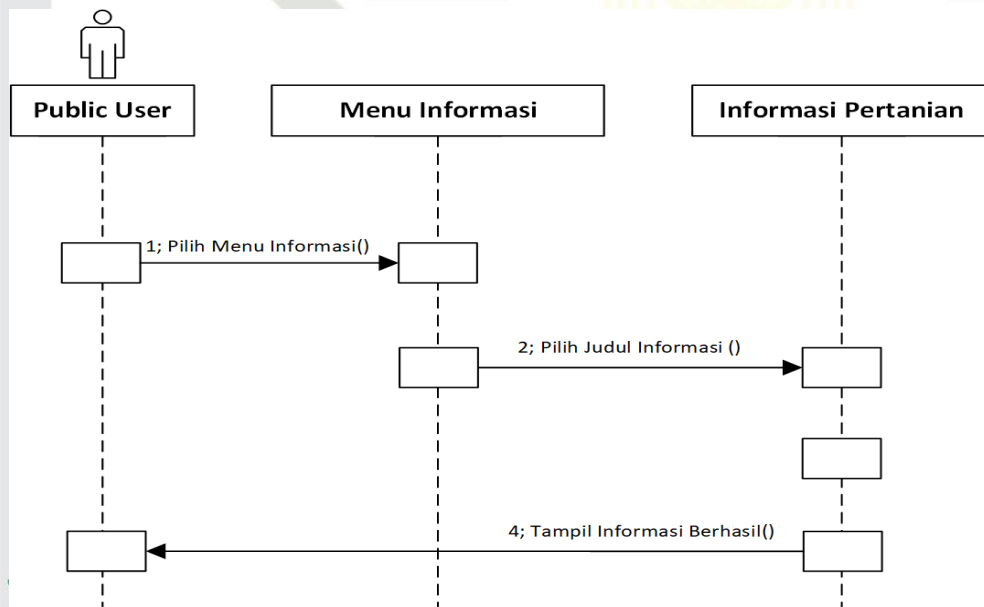 Public User
Menu Informasi
Informasi Pertanian
1; Pilih Menu Informasi()
2; Pilih Judul Informasi ()
4; Tampil Informasi Berhasil()